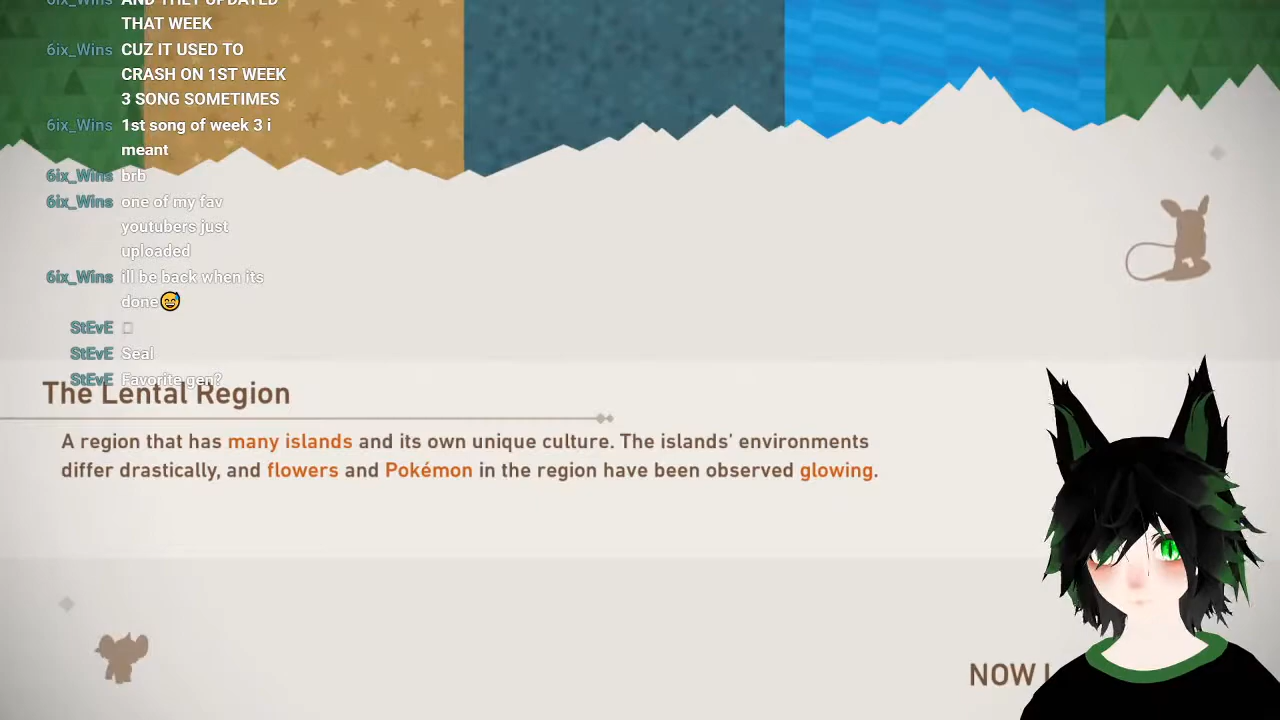 6ix_Wins AND THEY UPDATED
THAT WEEK
6ix_Wins CUZ IT USED TO
CRASH ON 1ST WEEK
3 SONG SOMETIMES
6ix_Wins 1st song of week 3 i
meant
6ix_Wins brb
6ix_Wins one of my fav
youtubers just
uploaded
6ix_Wins ill be back when its
done😅
StEvE
StEvE Seal
StEvE Favorite gen?
The Lental Region
A region that has many islands and its own unique culture. The islands' environments
differ drastically, and flowers and Pokémon in the region have been observed glowing.
NOW